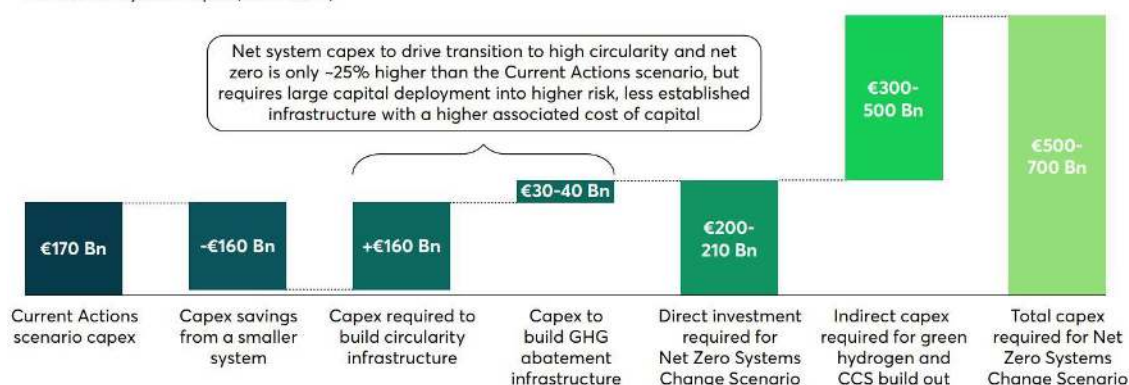 Net system capex to drive transition to high circularity and net
zero is only ~25% higher than the Current Actions scenario, but
requires large capital deployment into higher risk, less established
infrastructure with a higher associated cost of capital
€300-
500 Bn
€500-
700 Bn
€30-40 Bn
€170 Bn
-€160 Bn
+€160 Bn
€200-
210 Bn
Current Actions
scenario capex
Capex savings
from a smaller
system
Capex required to
build circularity
infrastructure
Capex to
build GHG
abatement
infrastructure
Direct investment
required for
Net Zero Systems
Change Scenario
Indirect capex
required for green
hydrogen and
CCS build out
Total capex
required for Net
Zero Systems
Change Scenario